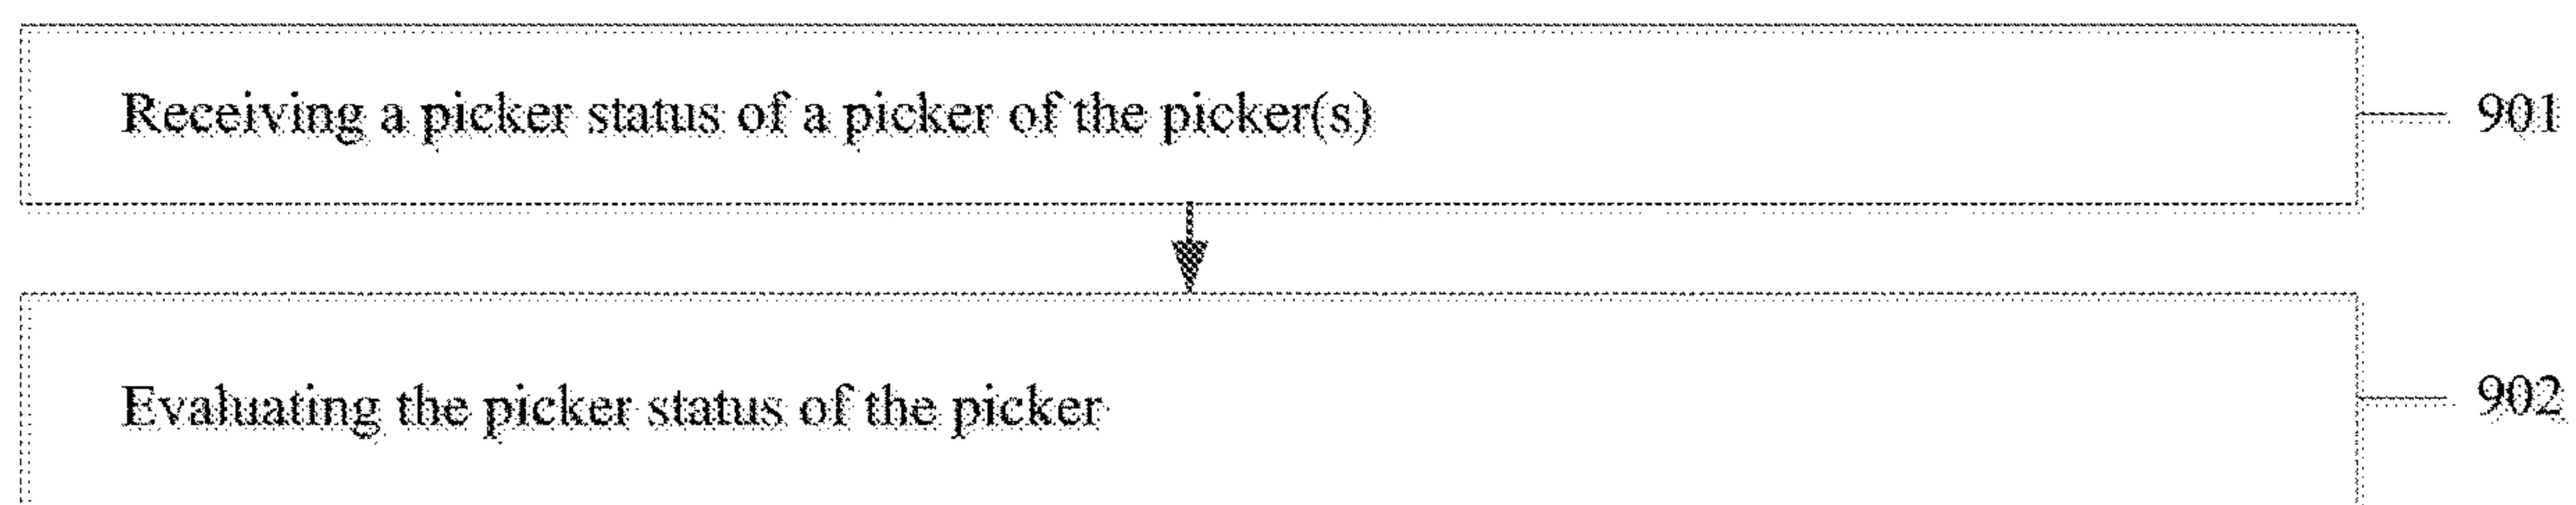 Receiving a picker status of a picker of the picker(s)
901
Evaluating the picker status of the picker
902